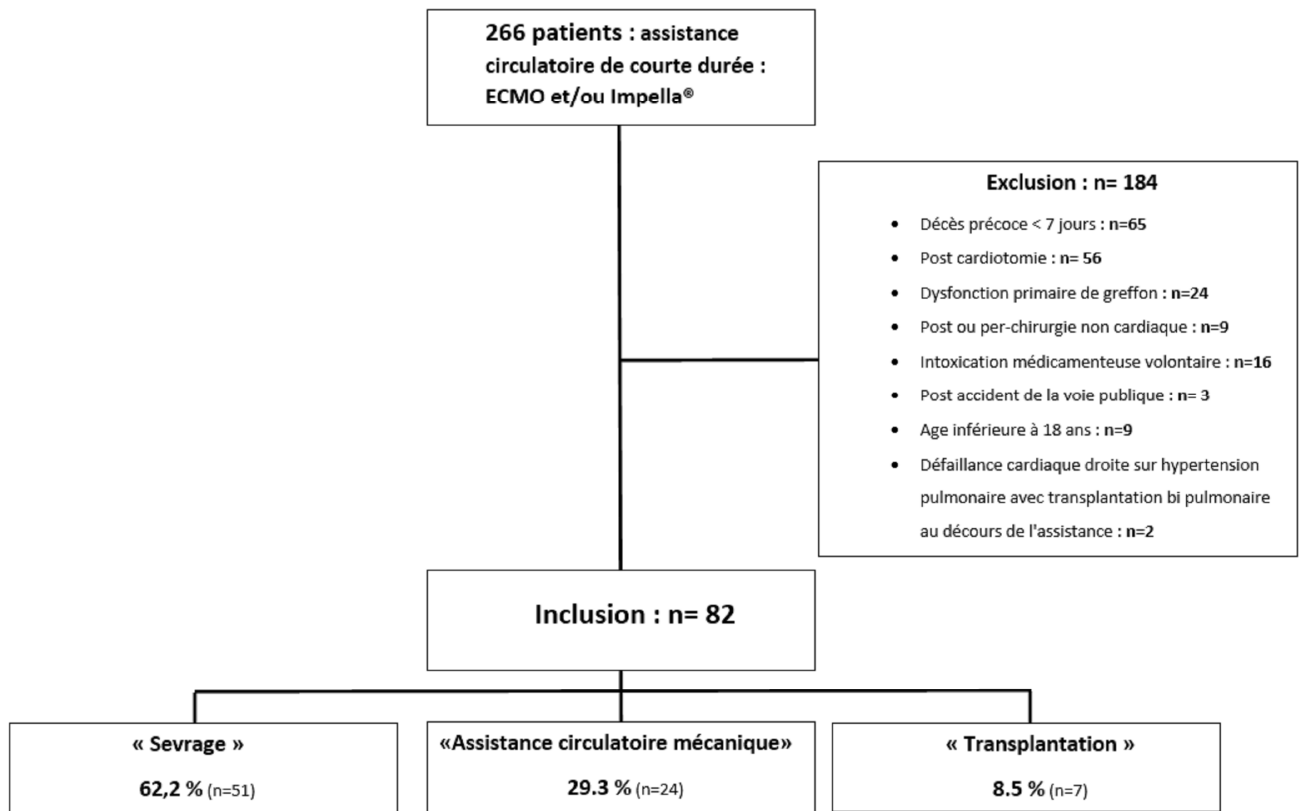 266 patients : assistance
circulatoire de courte durée :
ECMO et/ou Impella®
Exclusion : n= 184
• Décès précoce < 7 jours : n=65
• Post cardiotomie : n= 56
• Dysfonction primaire de greffon : n=24
• Post ou per-chirurgie non cardiaque : n=9
• Intoxication médicamenteuse volontaire : n=16
• Post accident de la voie publique : n= 3
• Age inférieure à 18 ans : n=9
• Défaillance cardiaque droite sur hypertension
pulmonaire avec transplantation bi pulmonaire
au décours de l'assistance : n=2
Inclusion : n= 82
« Sevrage »
62,2 % (n=51)
«Assistance circulatoire mécanique»
29.3 % (n=24)
« Transplantation »
8.5 % (n=7)